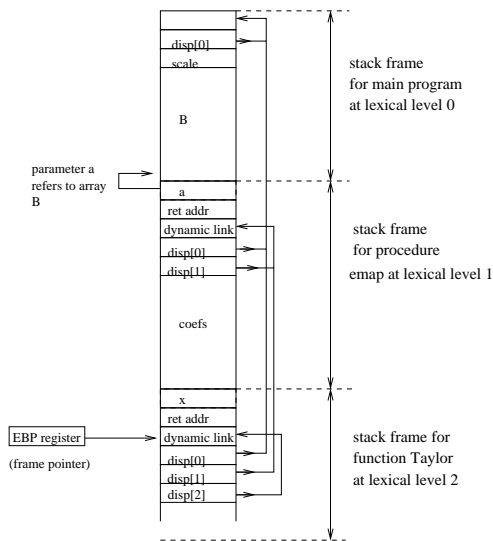 disp[0]
scale
B
stack frame
for main program
at lexical level 0
parameter a
refers to array
B
a
ret addr
dynamic link
disp[0]
disp[1]
coefs
stack frame
for procedure
emap at lexical level 1
x
ret addr
dynamic link
disp[0]
disp[1]
disp[2]
EBP register
(frame pointer)
stack frame for
function Taylor
at lexical level 2